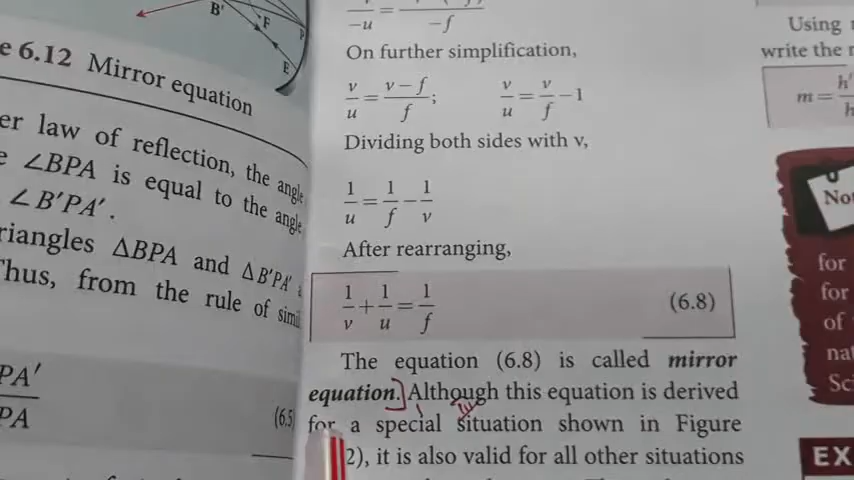 B'
F
P
E
e 6.12 Mirror equation
er law of reflection, the angle
e ∠BPA is equal to the angle
∠B'PA'.
riangles ΔBPA and ΔB'PA'
Thus, from the rule of simi
PA'
PA
(6.5
-u = -f
On further simplification,
v/u = (v-f)/f ; v/u = v/f - 1
Dividing both sides with v,
1/u = 1/f - 1/v
After rearranging,
1/v + 1/u = 1/f (6.8)
The equation (6.8) is called mirror
equation. Although this equation is derived
for a special situation shown in Figure
2), it is also valid for all other situations
Using
write the
m = h'/h
No
for
for
of
nat
Sci
EX